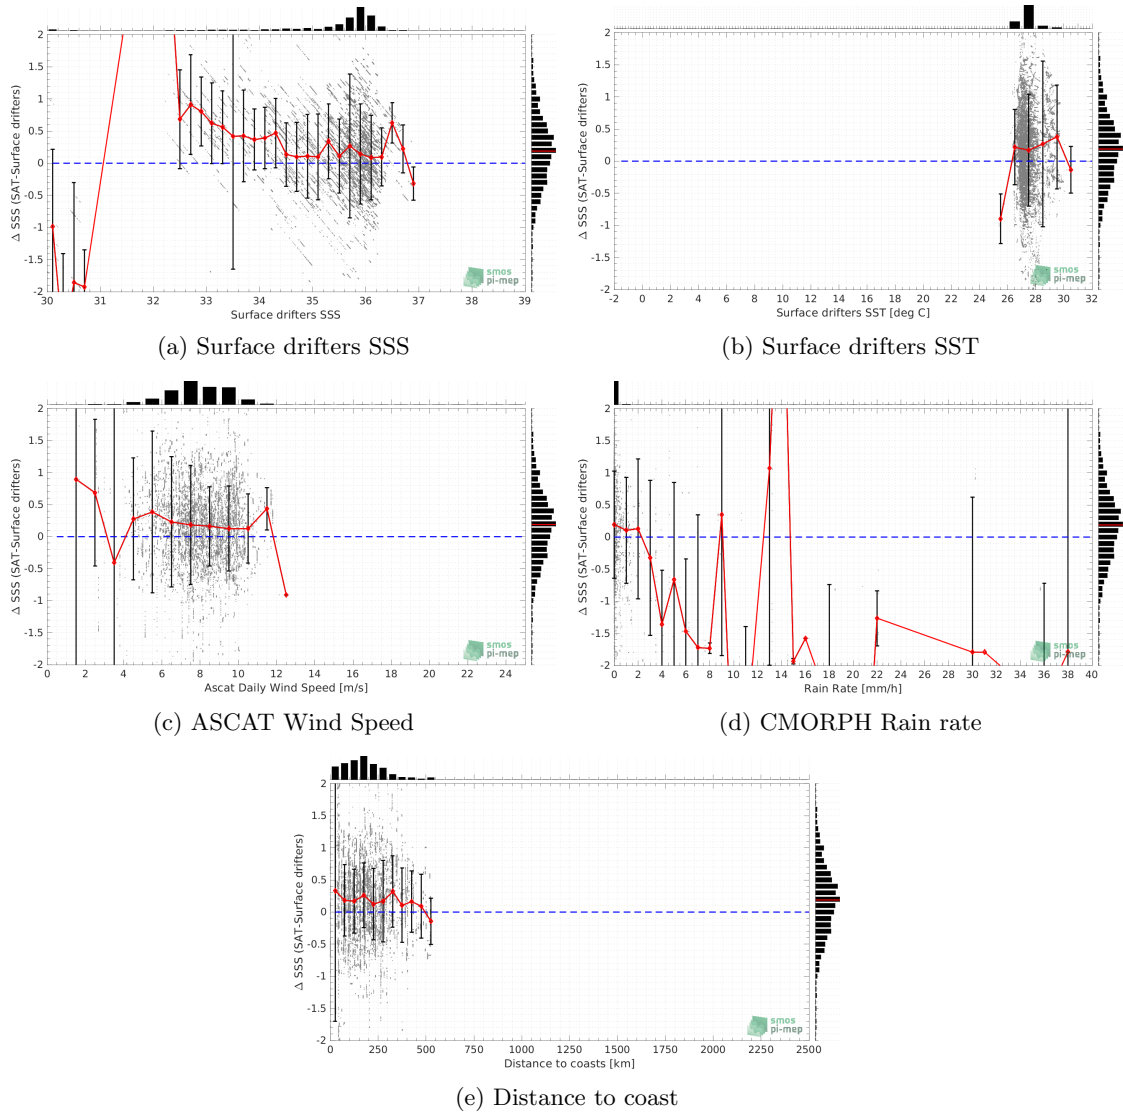 2
1.5
1
0.5
0
-0.5
-1
-1.5
-2
Δ SSS (SAT-Surface drifters)
30 31 32 33 34 35 36 37 38 39
Surface drifters SSS
smos
pi-mep
(a) Surface drifters SSS
2
1.5
1
0.5
0
-0.5
-1
-1.5
-2
Δ SSS (SAT-Surface drifters)
-2 0 2 4 6 8 10 12 14 16 18 20 22 24 26 28 30 32
Surface drifters SST [deg C]
smos
pi-mep
(b) Surface drifters SST
2
1.5
1
0.5
0
-0.5
-1
-1.5
-2
Δ SSS (SAT-Surface drifters)
0 2 4 6 8 10 12 14 16 18 20 22 24
Ascat Daily Wind Speed [m/s]
smos
pi-mep
(c) ASCAT Wind Speed
2
1.5
1
0.5
0
-0.5
-1
-1.5
-2
Δ SSS (SAT-Surface drifters)
0 2 4 6 8 10 12 14 16 18 20 22 24 26 28 30 32 34 36 38 40
Rain Rate [mm/h]
smos
pi-mep
(d) CMORPH Rain rate
2
1.5
1
0.5
0
-0.5
-1
-1.5
-2
Δ SSS (SAT-Surface drifters)
0 250 500 750 1000 1250 1500 1750 2000 2250 2500
Distance to coasts [km]
smos
pi-mep
(e) Distance to coast